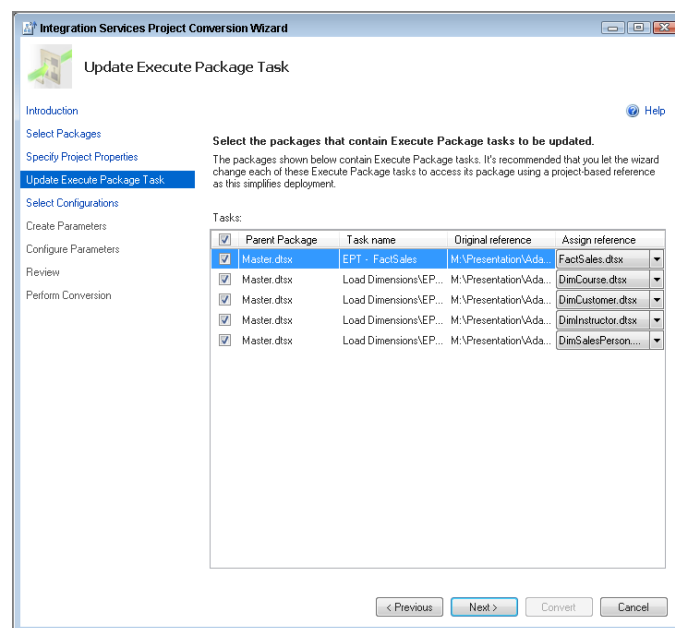 Integration Services Project Conversion Wizard
Update Execute Package Task
Introduction
Help
Select Packages
Specify Project Properties
Update Execute Package Task
Select Configurations
Create Parameters
Configure Parameters
Review
Perform Conversion
Select the packages that contain Execute Package tasks to be updated.
The packages shown below contain Execute Package tasks. It's recommended that you let the wizard
change each of these Execute Package tasks to access its package using a project-based reference
as this simplifies deployment.
Tasks:
Parent Package Task name Original reference Assign reference
Master.dtsx EPT - FactSales M:\Presentation\Ada... FactSales.dtsx
Master.dtsx Load Dimensions\EP... M:\Presentation\Ada... DimCourse.dtsx
Master.dtsx Load Dimensions\EP... M:\Presentation\Ada... DimCustomer.dtsx
Master.dtsx Load Dimensions\EP... M:\Presentation\Ada... DimInstructor.dtsx
Master.dtsx Load Dimensions\EP... M:\Presentation\Ada... DimSalesPerson....
< Previous Next > Convert Cancel